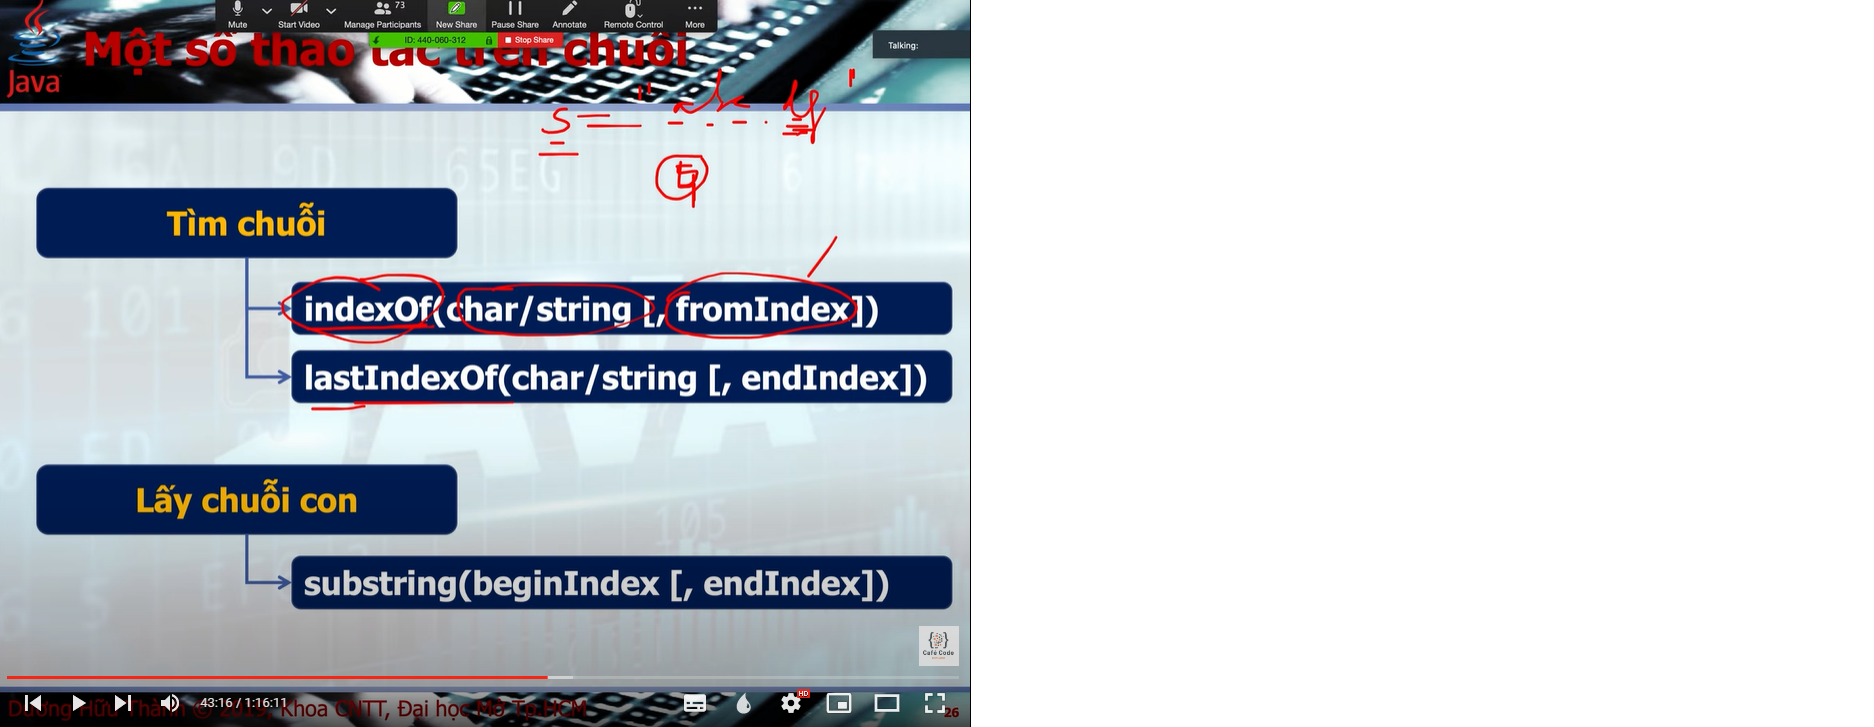 73
Mute
Start Video
Manage Participants
New Share
Pause Share
Annotate
Remote Control
More
ID: 440-060-312
Stop Share
Talking:
Java
Một số thao tác trên chuỗi
S = "
"
65EG
Tìm chuỗi
indexOf(char/string [, fromIndex])
lastIndexOf(char/string [, endIndex])
Lấy chuỗi con
105
substring(beginIndex [, endIndex])
Café Code
HD
43:16 / 1:16:11
Dương Hữu Thành © 2019, Khoa CNTT, Đại học Mở Tp.HCM
26